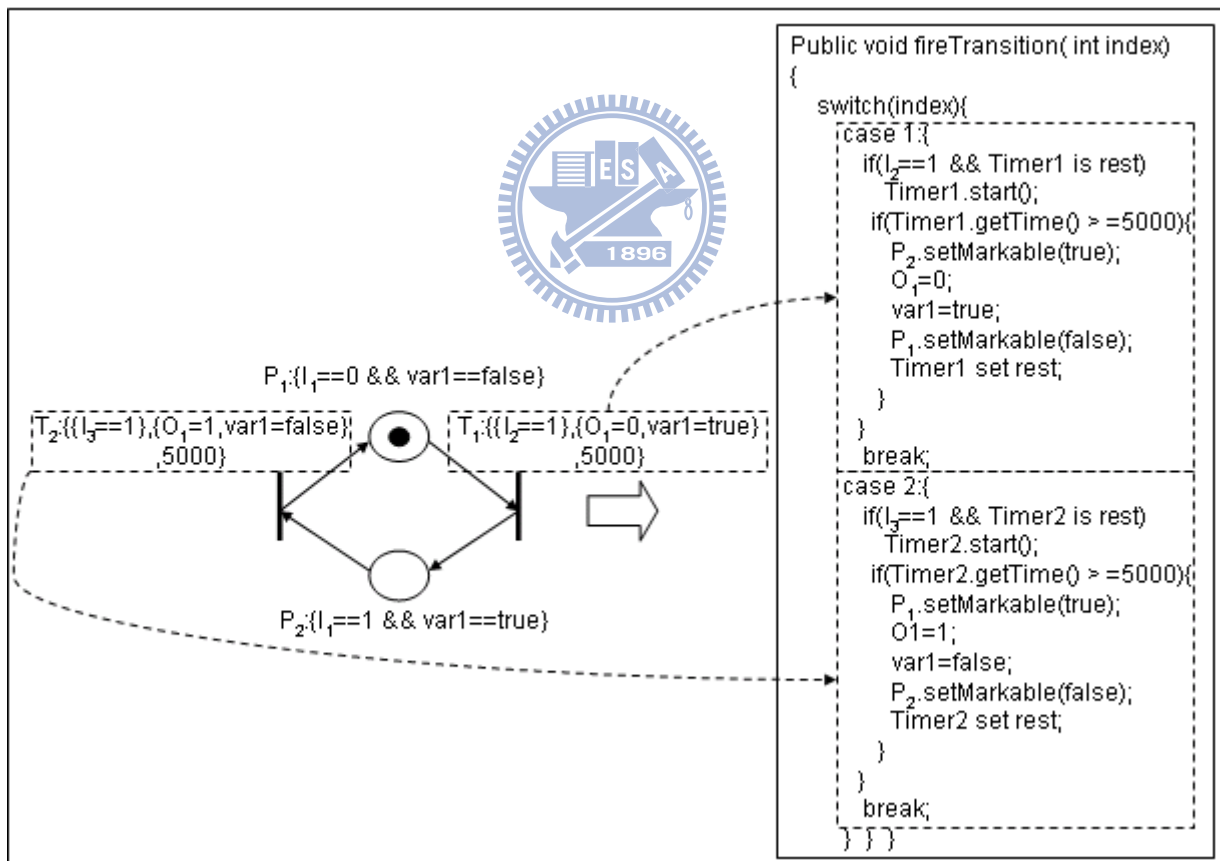 Public void fireTransition( int index)
{
switch(index){
case 1:{
if(I₂==1 && Timer1 is rest)
Timer1.start();
if(Timer1.getTime() > =5000){
P₂.setMarkable(true);
O₁=0;
var1=true;
P₁.setMarkable(false);
Timer1 set rest;
}
}
break;
case 2:{
if(I₃==1 && Timer2 is rest)
Timer2.start();
if(Timer2.getTime() > =5000){
P₁.setMarkable(true);
O1=1;
var1=false;
P₂.setMarkable(false);
Timer2 set rest;
}
}
break;
} } }
E S A
8
1896
P₁:{I₁==0 && var1==false}
T₂:{{I₃==1},{O₁=1,var1=false}
,5000}
T₁:{{I₂==1},{O₁=0,var1=true}
,5000}
P₂:{I₁==1 && var1==true}